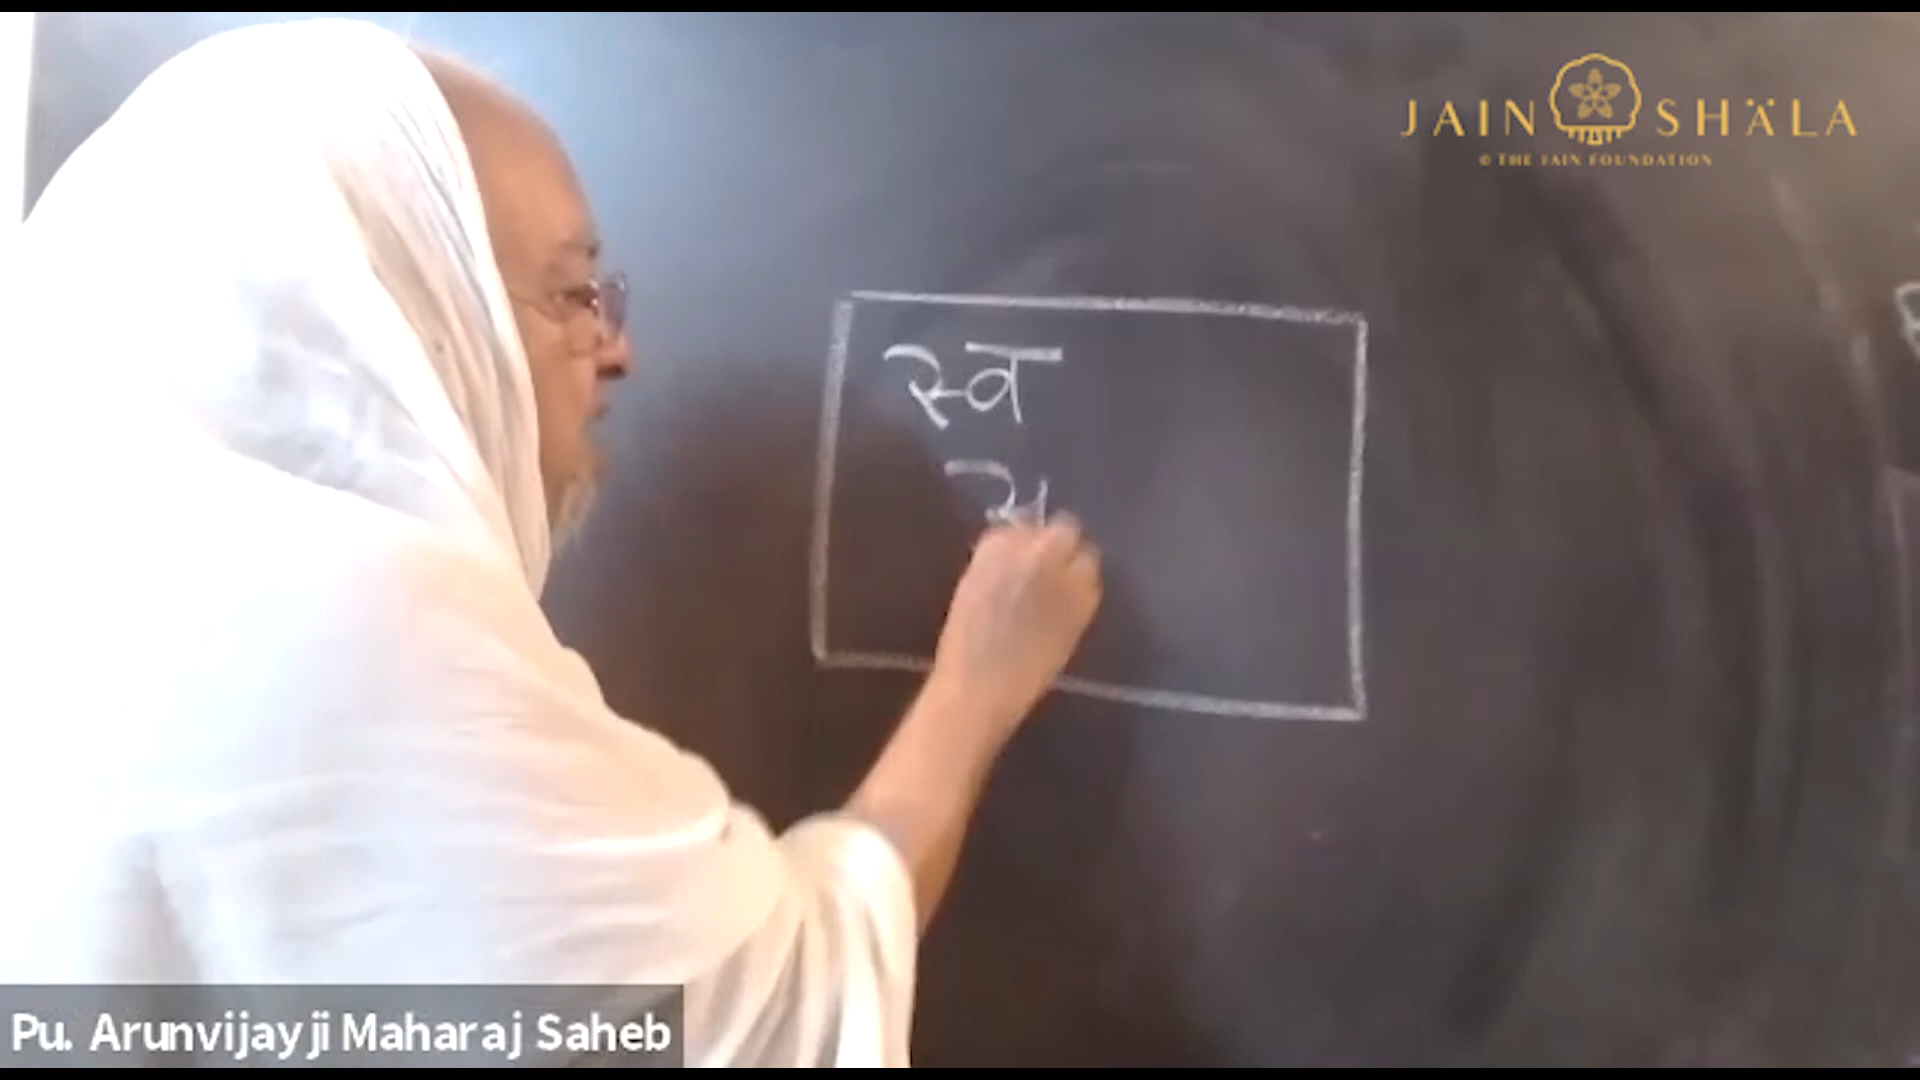 JAIN SHÄLA
© THE JAIN FOUNDATION
स्व
Pu. Arunvijayji Maharaj Saheb